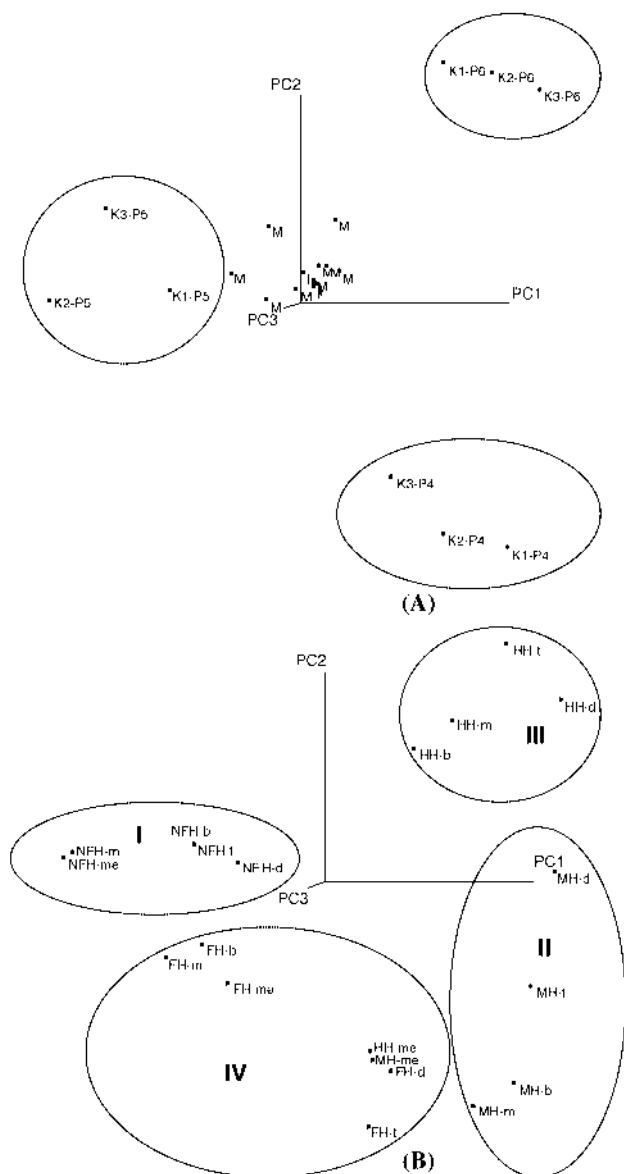 K1-P6
K2-P6
K3-P6
PC2
K3-P5
M
M
M M M
M
I
M
K1-P5
M
K2-P5
M
PC1
PC3
K3-P4
K2-P4
K1-P4
(A)
PC2
HH-t
HH-d
HH-m
III
HH-b
I
NFH-b
NFH-m
NFH-t
NFH-me
NFH-d
PC1
MH-d
PC3
II
FH-b
FH-m
FH-me
MH-t
HH-me
MH-me
FH-d
IV
MH-b
MH-m
FH-t
(B)